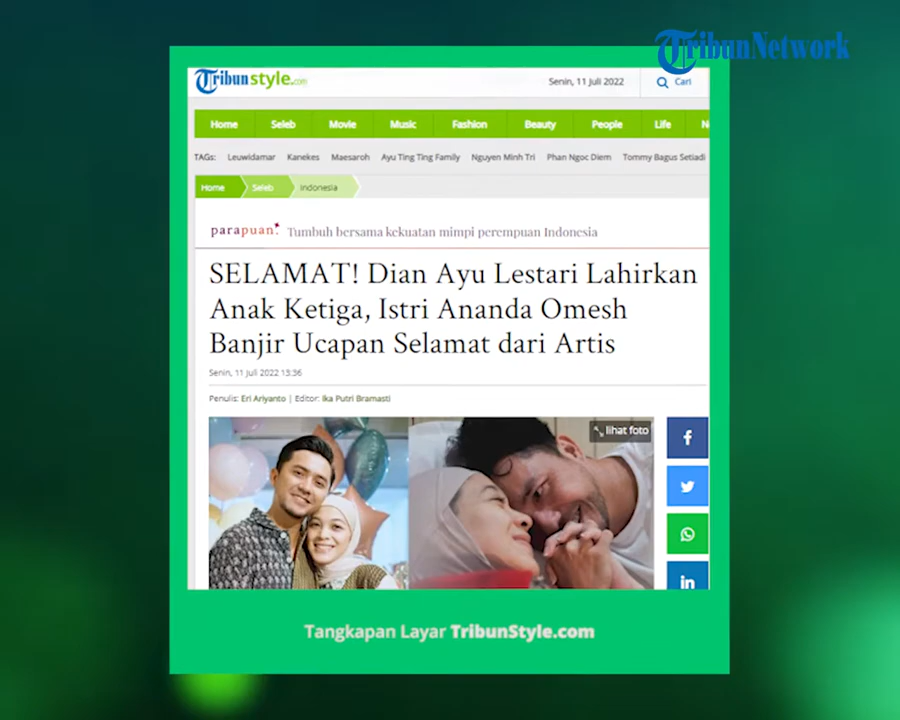 TribunNetwork
Tribunstyle.com
Senin, 11 Juli 2022
Cari
Home Seleb Movie Music Fashion Beauty People Life
TAGs: Leuwidamar Kanekes Maesaroh Ayu Ting Ting Family Nguyen Minh Tri Phan Ngoc Diem Tommy Bagus Setiadi
Home Seleb Indonesia
parapuan. Tumbuh bersama kekuatan mimpi perempuan Indonesia
SELAMAT! Dian Ayu Lestari Lahirkan
Anak Ketiga, Istri Ananda Omesh
Banjir Ucapan Selamat dari Artis
Senin, 11 Juli 2022 13:36
Penulis: Eri Ariyanto | Editor: Ika Putri Bramasti
lihat foto
Tangkapan Layar TribunStyle.com